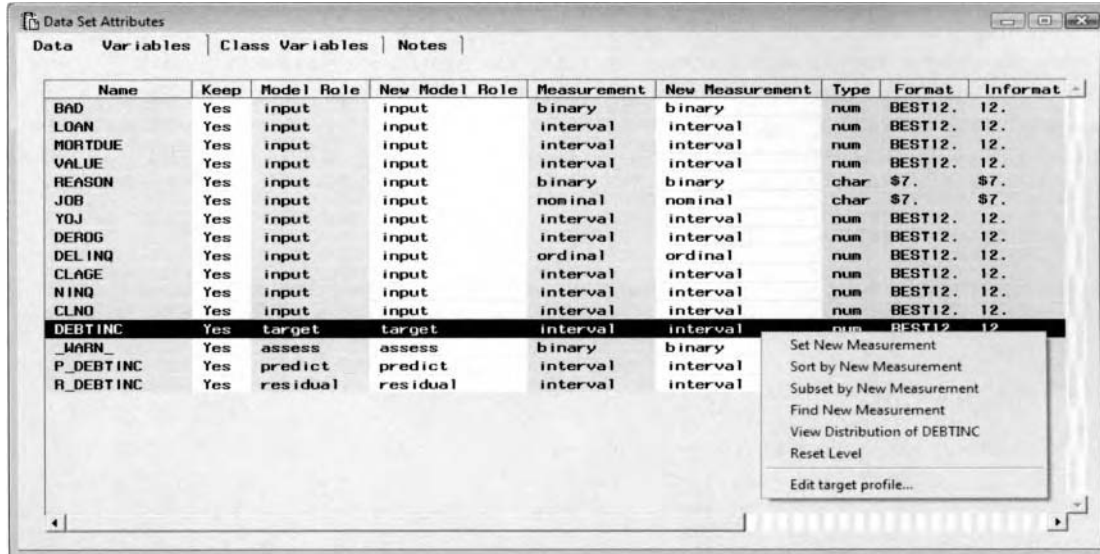 Data Set Attributes
Data Variables Class Variables Notes
Name Keep Model Role New Model Role Measurement New Measurement Type Format Informat
BAD Yes input input binary binary num BEST12. 12.
LOAN Yes input input interval interval num BEST12. 12.
MORTDUE Yes input input interval interval num BEST12. 12.
VALUE Yes input input interval interval num BEST12. 12.
REASON Yes input input binary binary char $7. $7.
JOB Yes input input nominal nominal char $7. $7.
YOJ Yes input input interval interval num BEST12. 12.
DEROG Yes input input interval interval num BEST12. 12.
DELINQ Yes input input ordinal ordinal num BEST12. 12.
CLAGE Yes input input interval interval num BEST12. 12.
NINQ Yes input input interval interval num BEST12. 12.
CLNO Yes input input interval interval num BEST12. 12.
DEBTINC Yes target target interval interval num BEST12. 12.
_WARN_ Yes assess assess binary binary
P_DEBTINC Yes predict predict interval interval
R_DEBTINC Yes residual residual interval interval
Set New Measurement
Sort by New Measurement
Subset by New Measurement
Find New Measurement
View Distribution of DEBTINC
Reset Level
Edit target profile...